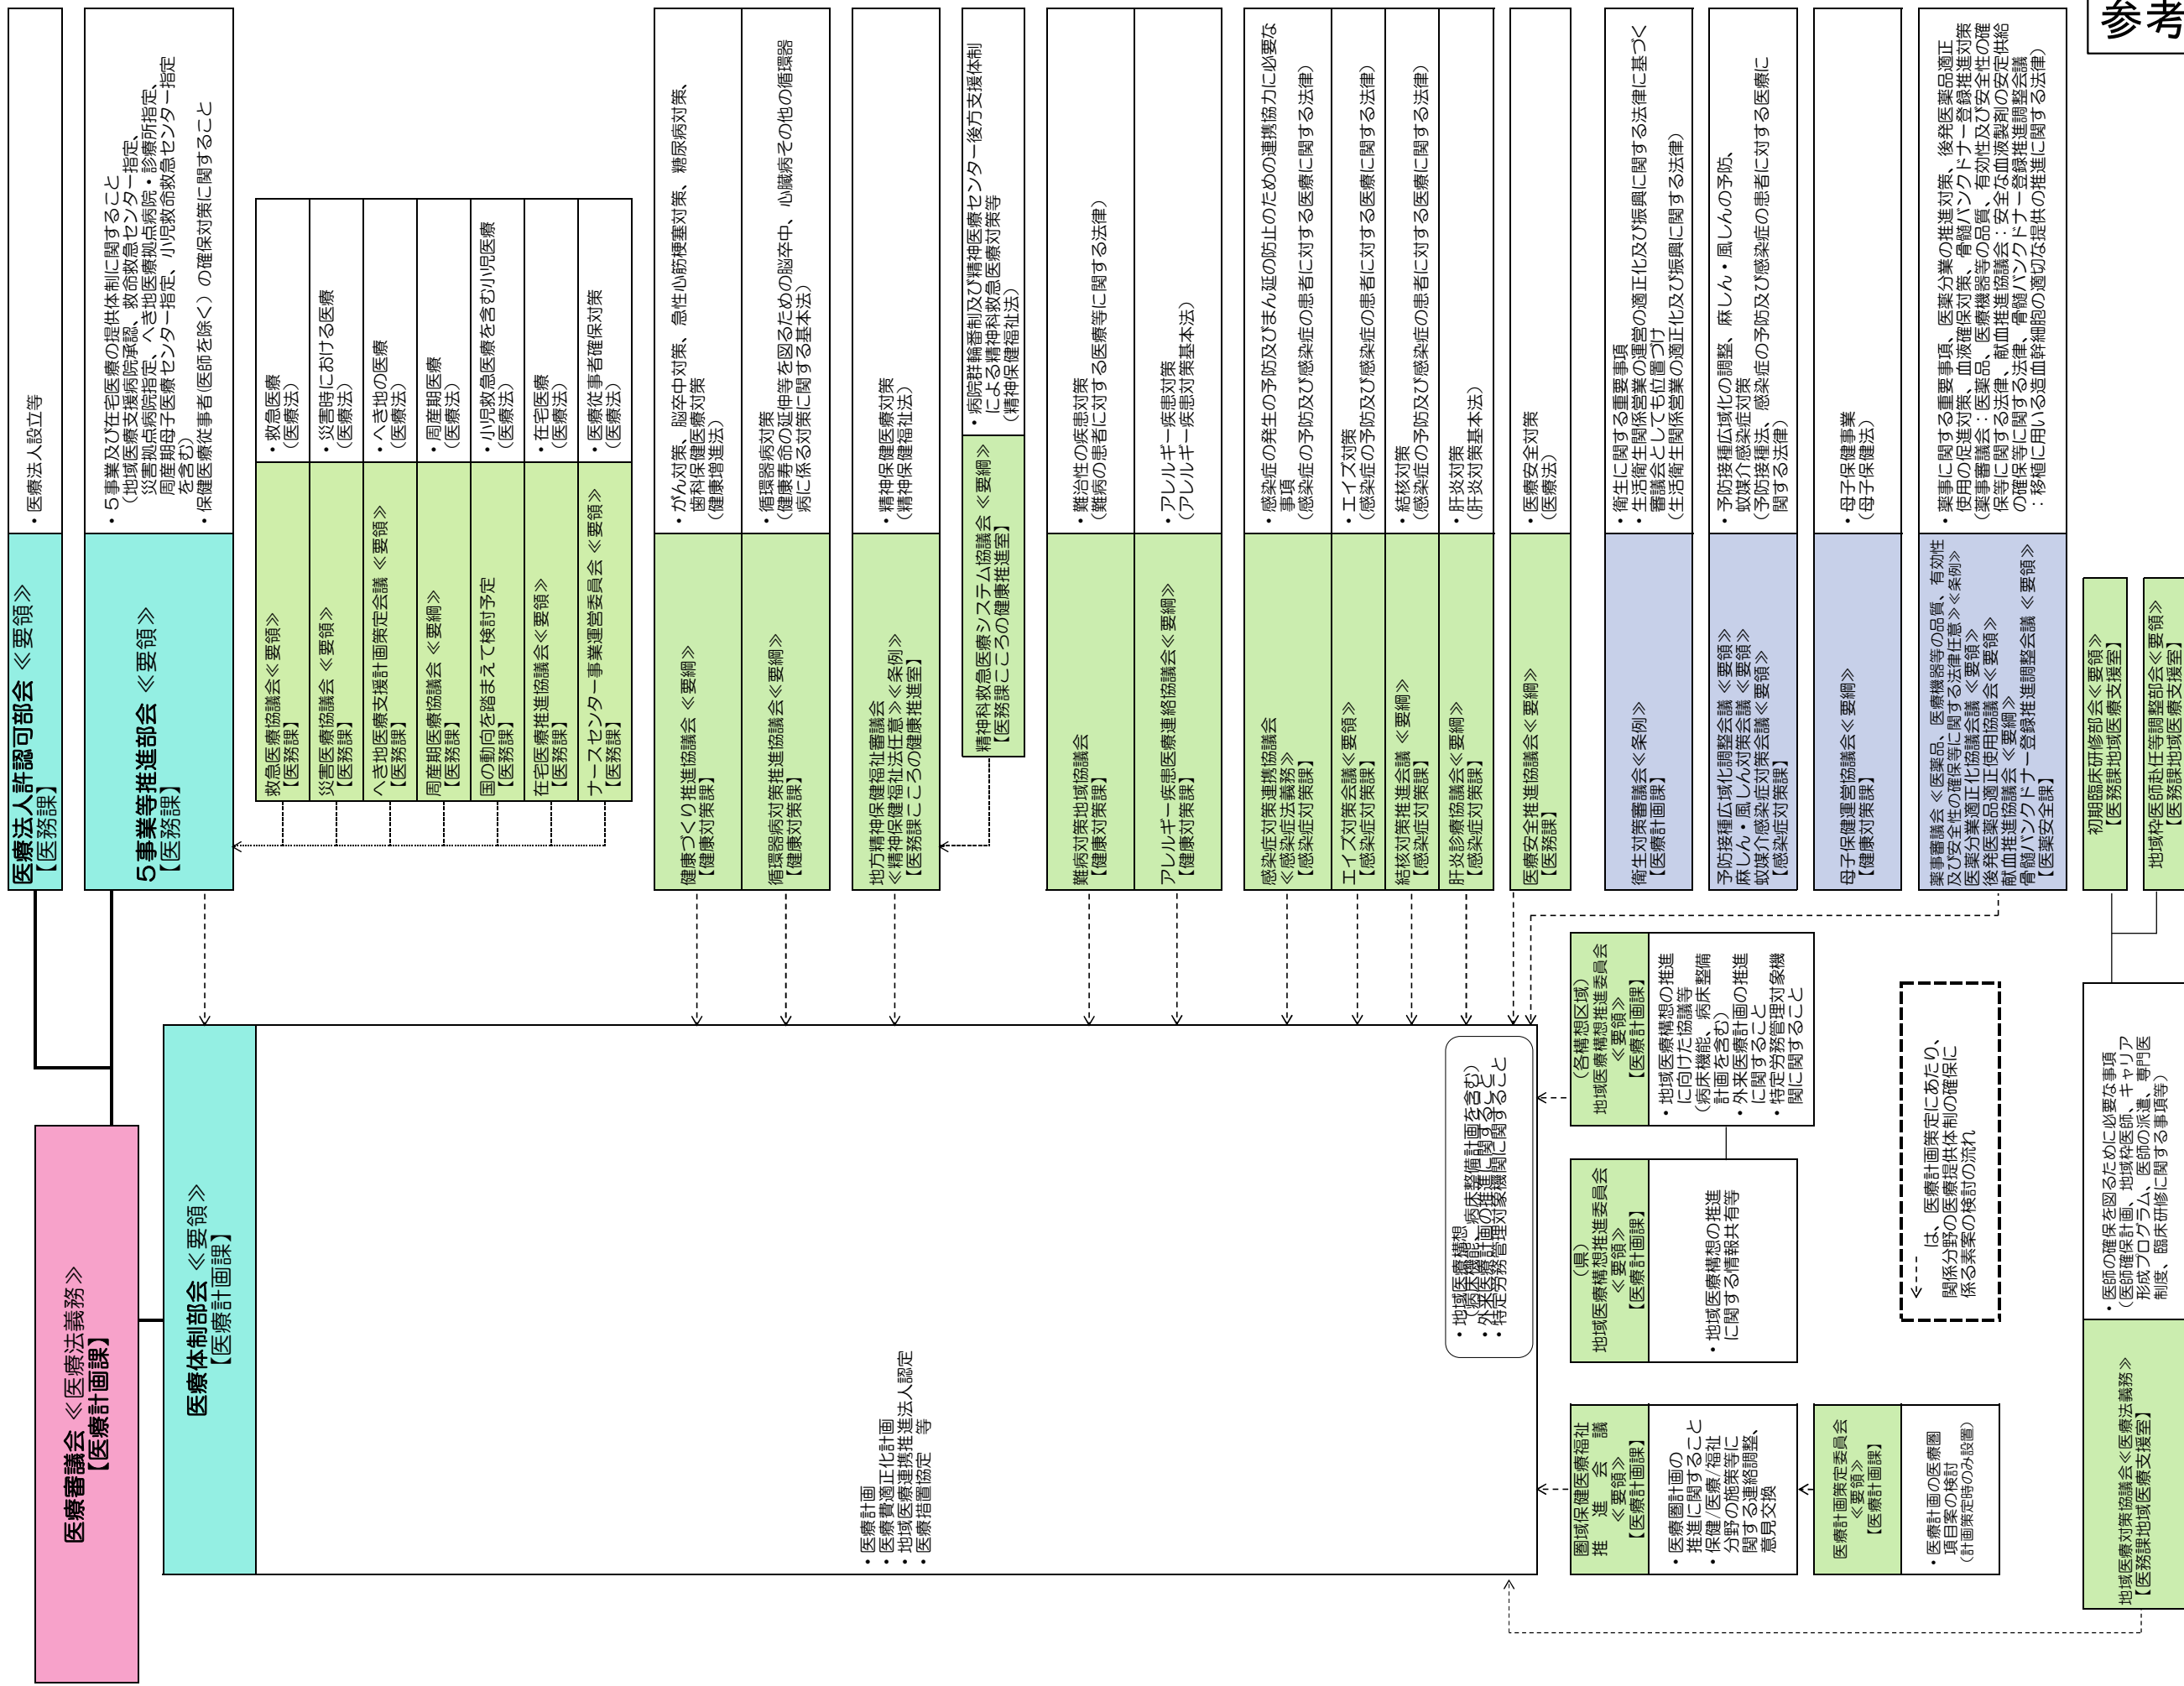 参考
医療審議会≪医療法義務≫
【医療計画課】
医療法人許認可部会≪要領≫
【医務課】
・医療法人設立等
５事業等推進部会≪要領≫
【医務課】
・５事業及び在宅医療の提供体制に関すること
（地域医療支援病院承認、救命救急センター指定、
災害拠点病院指定、へき地医療拠点病院・診療所指定、
周産期母子医療センター指定、小児救命救急センター指定
を含む）
・保健医療従事者(医師を除く）の確保対策に関すること
救急医療協議会≪要領≫
【医務課】
・救急医療
（医療法）
災害医療協議会≪要領≫
【医務課】
・災害時における医療
（医療法）
へき地医療支援計画策定会議≪要領≫
【医務課】
・へき地の医療
（医療法）
周産期医療協議会≪要綱≫
【医務課】
・周産期医療
（医療法）
国の動向を踏まえて検討予定
【医務課】
・小児救急医療を含む小児医療
（医療法）
在宅医療推進協議会≪要領≫
【医務課】
・在宅医療
（医療法）
ナースセンター事業運営委員会≪要領≫
【医務課】
・医療従事者確保対策
（医療法）
医療体制部会≪要領≫
【医療計画課】
・医療計画
・医療費適正化計画
・地域医療連携推進法人認定
・医療措置協定　等
・地域医療構想
（病床機能、病床整備計画を含む）
・外来医療計画の推進に関すること
・特定労務管理対象機関に関すること
健康づくり推進協議会≪要綱≫
【健康対策課】
・がん対策、脳卒中対策、急性心筋梗塞対策、糖尿病対策、
歯科保健医療対策
（健康増進法）
循環器病対策推進協議会≪要綱≫
【健康対策課】
・循環器病対策
（健康寿命の延伸等を図るための脳卒中、心臓病その他の循環器
病に係る対策に関する基本法）
地方精神保健福祉審議会
≪精神保健福祉法任意≫≪条例≫
【医務課こころの健康推進室】
・精神保健医療対策
（精神保健福祉法）
精神科救急医療システム協議会≪要綱≫
【医務課こころの健康推進室】
・病院群輪番制及び精神医療センター後方支援体制
による精神科救急医療対策等
（精神保健福祉法）
難病対策地域協議会
【健康対策課】
・難治性の疾患対策
（難病の患者に対する医療等に関する法律）
アレルギー疾患医療連絡協議会≪要綱≫
【健康対策課】
・アレルギー疾患対策
（アレルギー疾患対策基本法）
感染症対策連携協議会
≪感染症法義務≫
【感染症対策課】
・感染症の発生の予防及びまん延の防止のための連携協力に必要な
事項
（感染症の予防及び感染症の患者に対する医療に関する法律）
エイズ対策会議≪要領≫
【感染症対策課】
・エイズ対策
（感染症の予防及び感染症の患者に対する医療に関する法律）
結核対策推進会議≪要綱≫
【感染症対策課】
・結核対策
（感染症の予防及び感染症の患者に対する医療に関する法律）
肝炎診療協議会≪要綱≫
【感染症対策課】
・肝炎対策
（肝炎対策基本法）
医療安全推進協議会≪要綱≫
【医務課】
・医療安全対策
（医療法）
衛生対策審議会≪条例≫
【医療計画課】
・衛生に関する重要事項
・生活衛生関係営業の運営の適正化及び振興に関する法律に基づく
審議会としても位置づけ
（生活衛生関係営業の適正化及び振興に関する法律）
予防接種広域化調整会議≪要領≫
麻しん・風しん対策会議≪要領≫
蚊媒介感染症対策会議≪要領≫
【感染症対策課】
・予防接種広域化の調整、麻しん・風しんの予防、
蚊媒介感染症対策
（予防接種法、感染症の予防及び感染症の患者に対する医療に
関する法律）
母子保健運営協議会≪要綱≫
【健康対策課】
・母子保健事業
（母子保健法）
薬事審議会≪医薬品、医療機器等の品質、有効性
及び安全性の確保等に関する法律任意≫≪条例≫
医薬分業適正化協議会議≪要領≫
後発医薬品適正使用協議会≪要領≫
献血推進協議会≪要綱≫
骨髄バンクドナー登録推進調整会議≪要領≫
【医薬安全課】
・薬事に関する重要事項、医薬分業の推進対策、後発医薬品適正
使用の促進対策、血液確保対策、骨髄バンクドナー登録推進対策
（薬事審議会：医薬品、医療機器等の品質、有効性及び安全性の確
保等に関する法律、献血推進協議会：安全な血液製剤の安定供給
の確保等に関する法律、骨髄バンクドナー登録推進調整会議
：移植に用いる造血幹細胞の適切な提供の推進に関する法律）
（各構想区域）
地域医療構想推進委員会
≪要領≫
【医療計画課】
・地域医療構想の推進
に向けた協議等
（病床機能、病床整備
計画を含む）
・外来医療計画の推進
に関すること
・特定労務管理対象機
関に関すること
（県）
地域医療構想推進委員会
≪要領≫
【医療計画課】
・地域医療構想の推進
に関する情報共有等
圏域保健医療福祉
推　進　会　議
≪要領≫
【医療計画課】
・医療圏計画の
推進に関すること
・保健/医療/福祉
分野の施策等に
関する連絡調整、
意見交換
医療計画策定委員会
≪要領≫
【医療計画課】
・医療計画の医療圏
項目案の検討
（計画策定時のみ設置）
は、医療計画策定にあたり、
関係分野の医療提供体制の確保に
係る素案の検討の流れ
初期臨床研修部会≪要領≫
【医務課地域医療支援室】
地域枠医師赴任等調整部会≪要領≫
【医務課地域医療支援室】
地域医療対策協議会≪医療法義務≫
【医務課地域医療支援室】
・医師の確保を図るために必要な事項
（医師確保計画、地域枠医師、キャリア
形成プログラム、医師の派遣、専門医
制度、臨床研修に関する事項等）